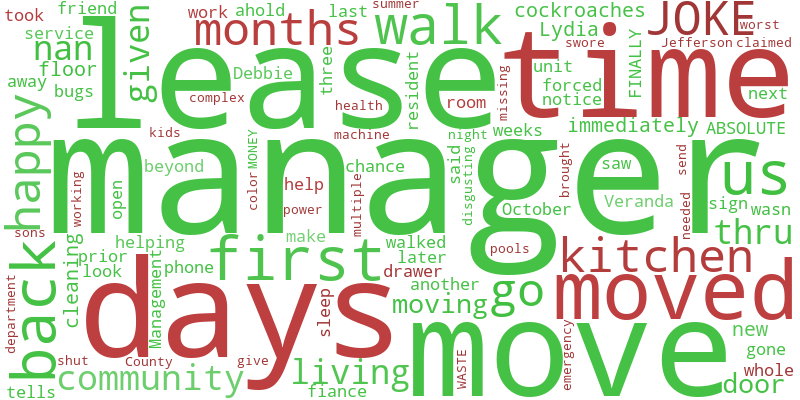 took
friend
ahold
last
summer
cockroaches
JOKE
worst
work
months
walk
Lydia
swore
Jefferson
claimed
service
given
nan
lease
time
floor
Debbie
three
resident
unit
FINALLY
away
bugs
complex
health
room
missing
forced
notice
next
happy
kids
machine
night
weeks
immediately
ABSOLUTE
manager
beyond
MONEY
chance
said
saw
us
working
open
color
help
multiple
disgusting
brought
send
power
October
Veranda
needed
sign
wasn
sons
back
cleaning
helping
make
walked
pools
kitchen
thru
prior
look
phone
first
later
drawer
department
Management
days
sleep
another
moving
go
moved
move
new
shut
County
give
living
WASTE
emergency
gone
whole
tells
community
fiance
door